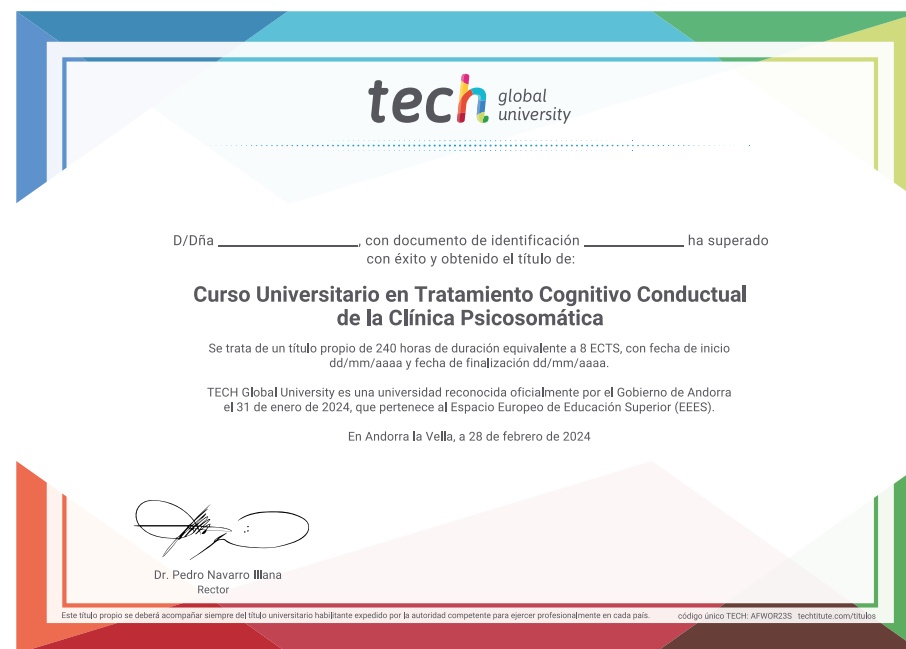 tech global university
D/Dña ________________, con documento de identificación ____________ ha superado
con éxito y obtenido el título de:
Curso Universitario en Tratamiento Cognitivo Conductual
de la Clínica Psicosomática
Se trata de un título propio de 240 horas de duración equivalente a 8 ECTS, con fecha de inicio
dd/mm/aaaa y fecha de finalización dd/mm/aaaa.
TECH Global University es una universidad reconocida oficialmente por el Gobierno de Andorra
el 31 de enero de 2024, que pertenece al Espacio Europeo de Educación Superior (EEES).
En Andorra la Vella, a 28 de febrero de 2024
Dr. Pedro Navarro Illana
Rector
Este título propio se deberá acompañar siempre del título universitario habilitante expedido por la autoridad competente para ejercer profesionalmente en cada país.
código único TECH: AFWOR23S techtitute.com/titulos